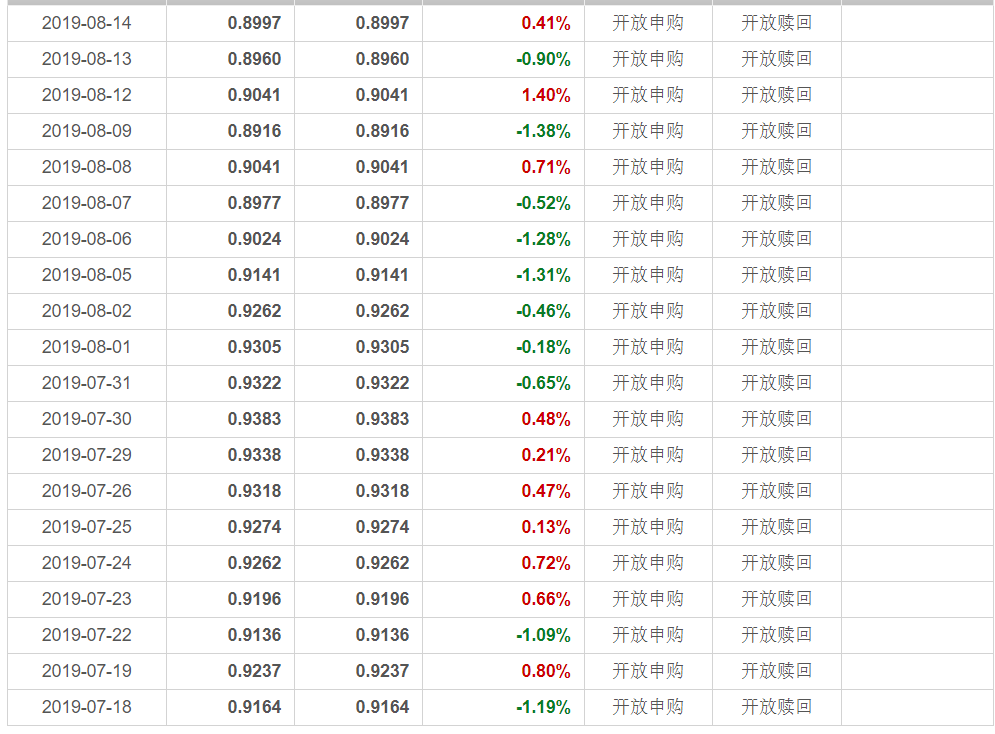 2019-08-14 0.8997 0.8997 0.41% 开放申购 开放赎回
2019-08-13 0.8960 0.8960 -0.90% 开放申购 开放赎回
2019-08-12 0.9041 0.9041 1.40% 开放申购 开放赎回
2019-08-09 0.8916 0.8916 -1.38% 开放申购 开放赎回
2019-08-08 0.9041 0.9041 0.71% 开放申购 开放赎回
2019-08-07 0.8977 0.8977 -0.52% 开放申购 开放赎回
2019-08-06 0.9024 0.9024 -1.28% 开放申购 开放赎回
2019-08-05 0.9141 0.9141 -1.31% 开放申购 开放赎回
2019-08-02 0.9262 0.9262 -0.46% 开放申购 开放赎回
2019-08-01 0.9305 0.9305 -0.18% 开放申购 开放赎回
2019-07-31 0.9322 0.9322 -0.65% 开放申购 开放赎回
2019-07-30 0.9383 0.9383 0.48% 开放申购 开放赎回
2019-07-29 0.9338 0.9338 0.21% 开放申购 开放赎回
2019-07-26 0.9318 0.9318 0.47% 开放申购 开放赎回
2019-07-25 0.9274 0.9274 0.13% 开放申购 开放赎回
2019-07-24 0.9262 0.9262 0.72% 开放申购 开放赎回
2019-07-23 0.9196 0.9196 0.66% 开放申购 开放赎回
2019-07-22 0.9136 0.9136 -1.09% 开放申购 开放赎回
2019-07-19 0.9237 0.9237 0.80% 开放申购 开放赎回
2019-07-18 0.9164 0.9164 -1.19% 开放申购 开放赎回